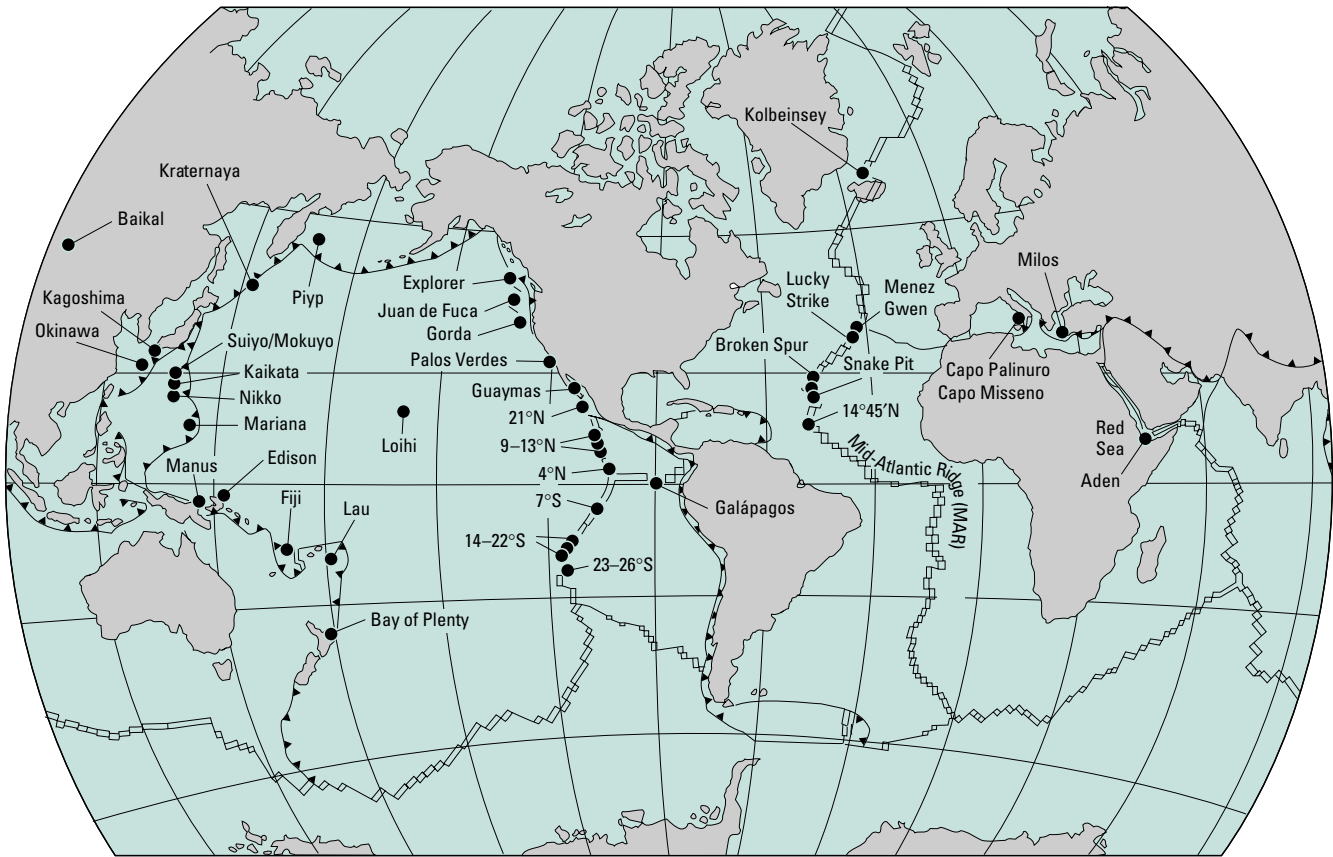 Kolbeinsey
Kraternaya
Baikal
Piyp
Kagoshima
Okinawa
Suiyo/Mokuyo
Kaikata
Nikko
Mariana
Manus
Edison
Fiji
Lau
Loihi
Bay of Plenty
Explorer
Juan de Fuca
Gorda
Palos Verdes
Guaymas
21°N
9–13°N
4°N
7°S
14–22°S
23–26°S
Galápagos
Lucky
Strike
Menez
Gwen
Broken Spur
Snake Pit
14°45′N
Mid-Atlantic Ridge (MAR)
Milos
Capo Palinuro
Capo Misseno
Red
Sea
Aden